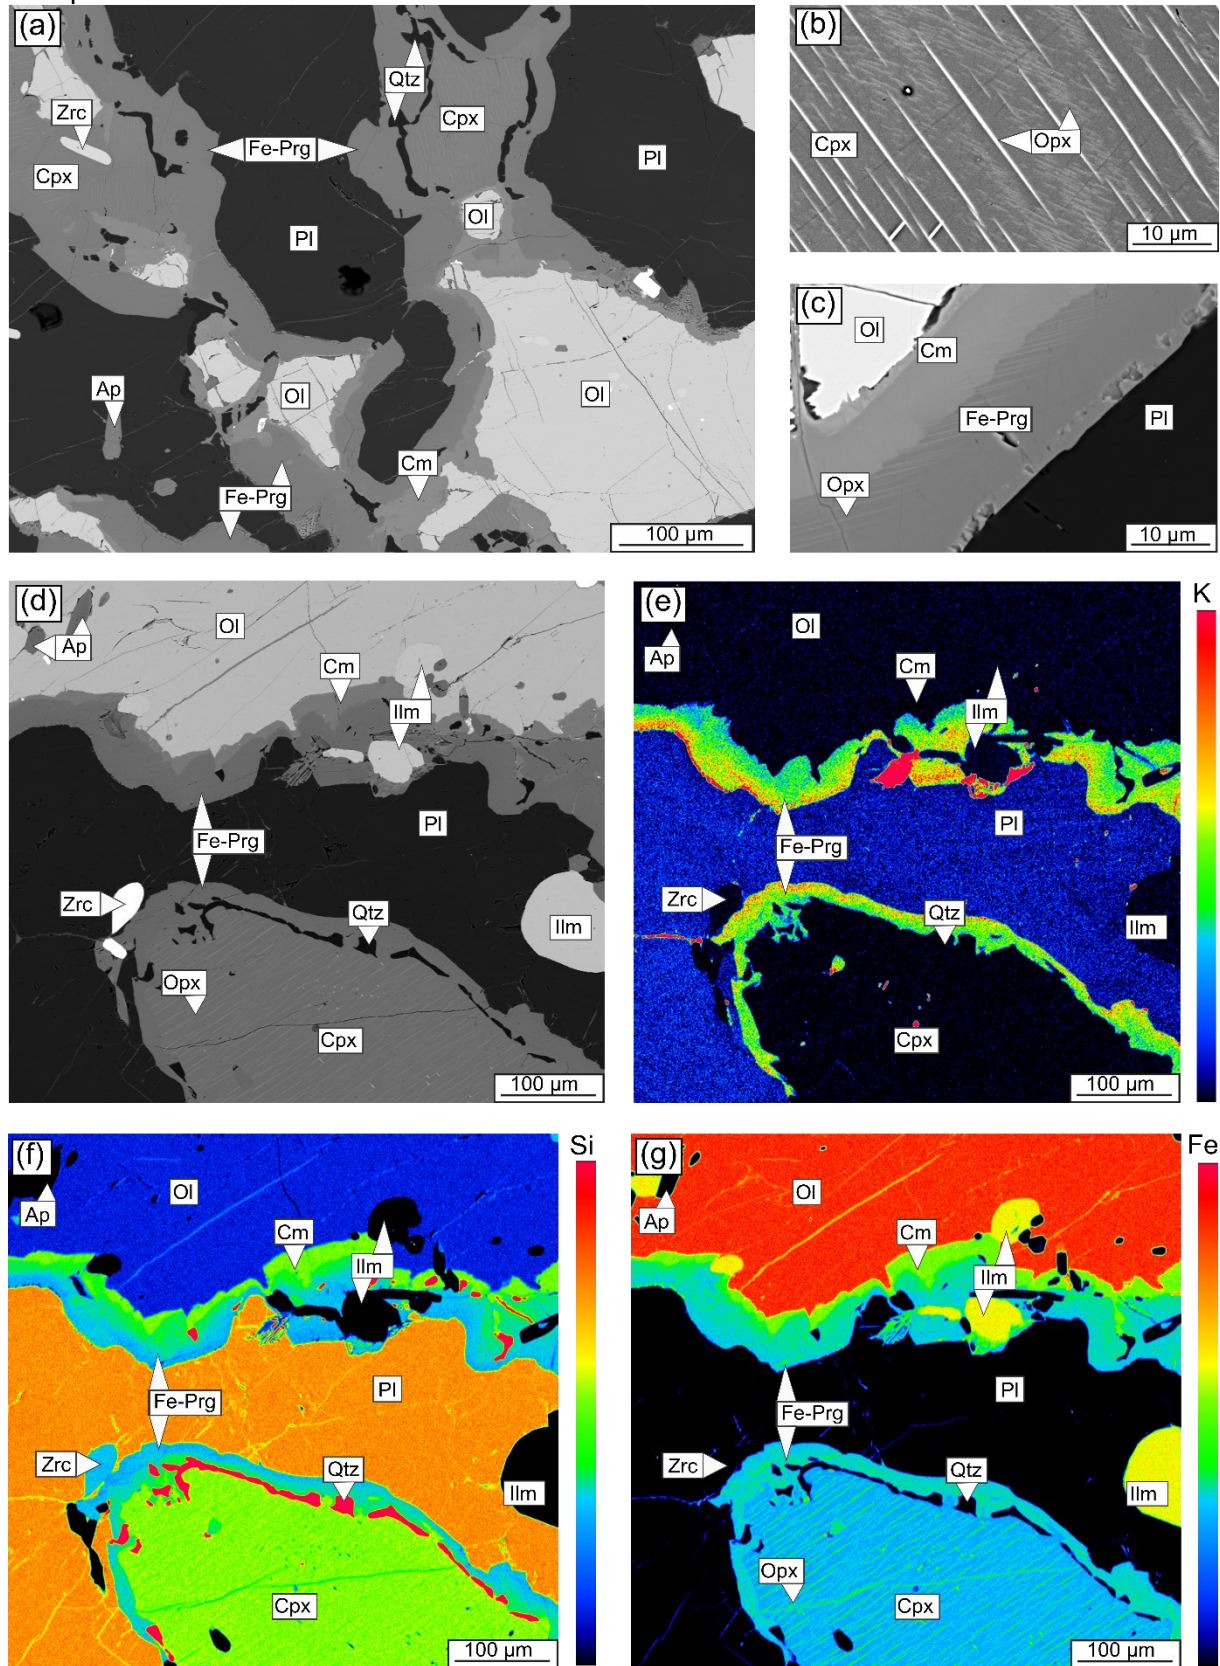 (a)
Qtz
Zrc
Cpx
Fe-Prg
Pl
Cpx
Ol
Pl
Ap
Ol
Ol
Cm
Fe-Prg
100 µm
(b)
Cpx
Opx
10 µm
(c)
Ol
Cm
Fe-Prg
Pl
Opx
10 µm
(d)
Ol
Ap
Cm
Ilm
Pl
Fe-Prg
Zrc
Qtz
Ilm
Opx
Cpx
100 µm
(e)
K
Ol
Ap
Cm
Ilm
Pl
Fe-Prg
Zrc
Qtz
Ilm
Cpx
100 µm
(f)
Si
Ol
Ap
Cm
Ilm
Pl
Fe-Prg
Zrc
Qtz
Ilm
Cpx
100 µm
(g)
Fe
Ol
Ap
Cm
Ilm
Pl
Fe-Prg
Zrc
Qtz
Ilm
Opx
Cpx
100 µm